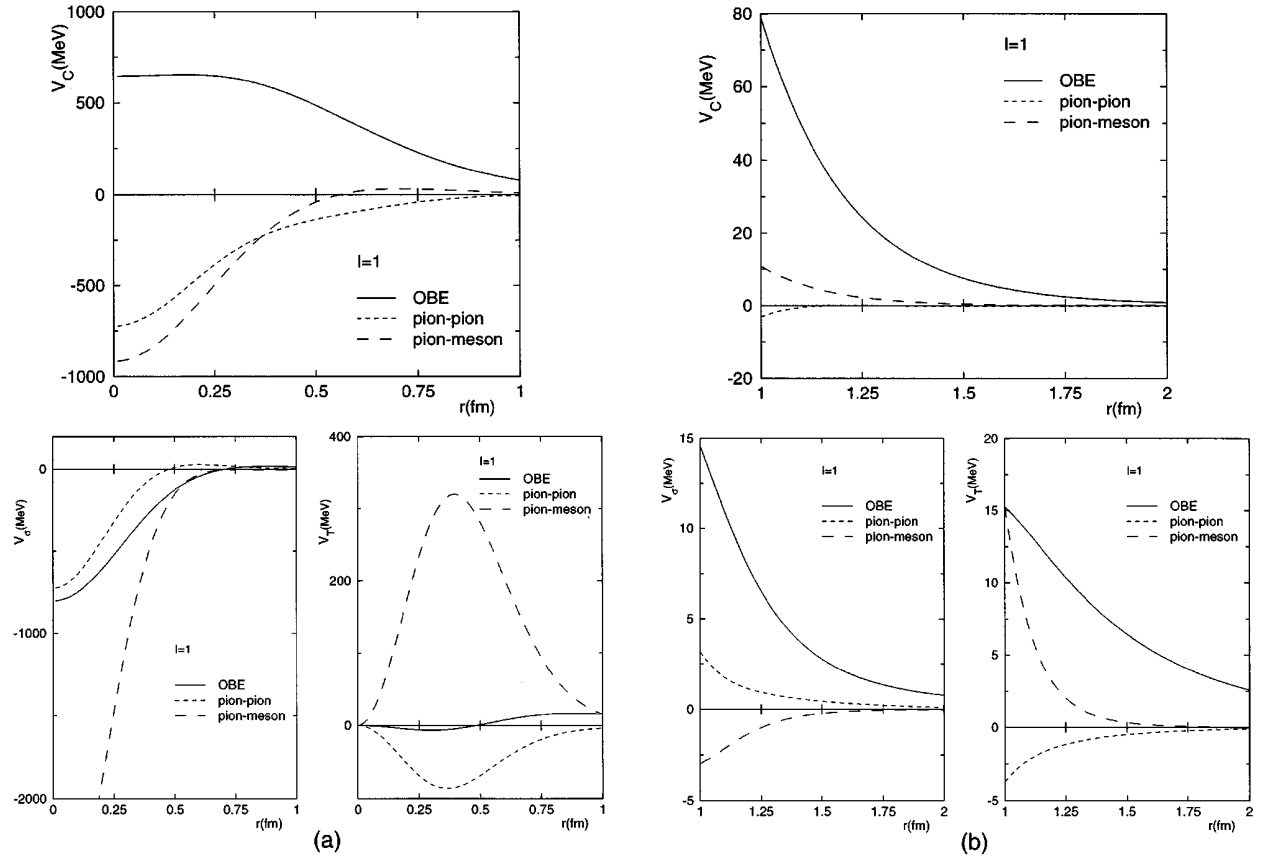 1000
500
0
-500
-1000
V_C(MeV)
I=1
OBE
pion-pion
pion-meson
0
0.25
0.5
0.75
1
r(fm)
80
60
40
20
0
-20
V_C(MeV)
I=1
OBE
pion-pion
pion-meson
1
1.25
1.5
1.75
2
r(fm)
0
-1000
-2000
V_σ(MeV)
I=1
OBE
pion-pion
pion-meson
0
0.25
0.5
0.75
1
r(fm)
400
300
200
0
V_T(MeV)
I=1
OBE
pion-pion
pion-meson
0
0.25
0.5
0.75
1
r(fm)
(a)
15
10
5
0
-5
V_σ(MeV)
I=1
OBE
pion-pion
pion-meson
1
1.25
1.5
1.75
2
r(fm)
20
15
10
5
0
-5
V_T(MeV)
I=1
OBE
pion-pion
pion-meson
1
1.25
1.5
1.75
2
r(fm)
(b)